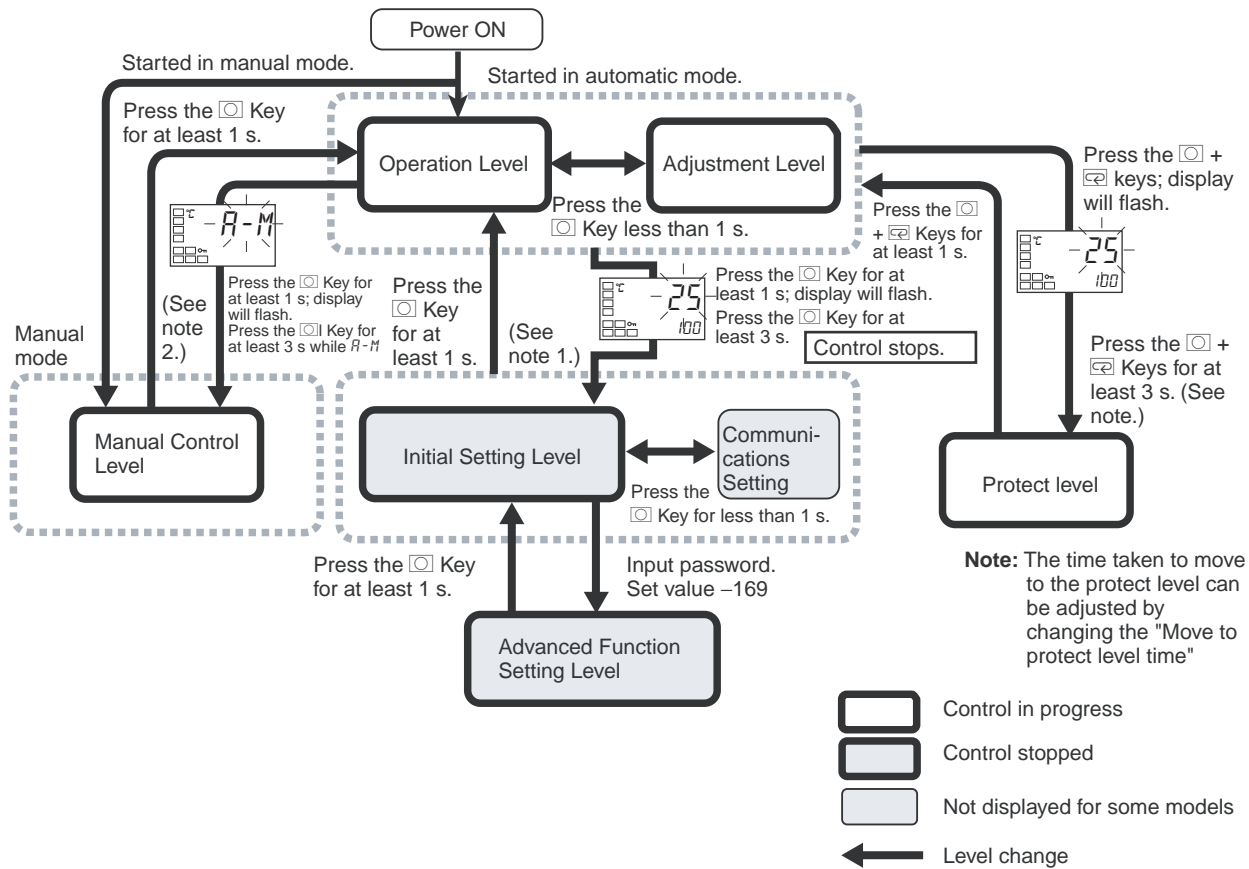 Power ON
Started in manual mode.
Started in automatic mode.
Press the Key
for at least 1 s.
Operation Level
Adjustment Level
Press the
Key less than 1 s.
Press the +
keys; display
will flash.
Press the
+ Keys for
at least 1 s.
°C
A-M
Press the Key for
at least 1 s; display
will flash.
Press the I Key for
at least 3 s while A-M
(See
note
2.)
Press the
Key
for at
least 1 s.
(See
note 1.)
°C
25
100
Press the Key for at
least 1 s; display will flash.
Press the Key for at
least 3 s.
Control stops.
°C
25
100
Press the +
Keys for at
least 3 s. (See
note.)
Manual
mode
Manual Control
Level
Initial Setting Level
Communi-
cations
Setting
Press the
Key for less than 1 s.
Protect level
Press the Key
for at least 1 s.
Input password.
Set value –169
Advanced Function
Setting Level
Note: The time taken to move
to the protect level can
be adjusted by
changing the "Move to
protect level time"
Control in progress
Control stopped
Not displayed for some models
Level change